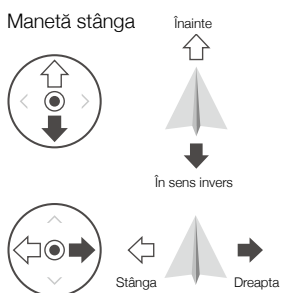 Manetă stânga
Înainte
În sens invers
Stânga
Dreapta